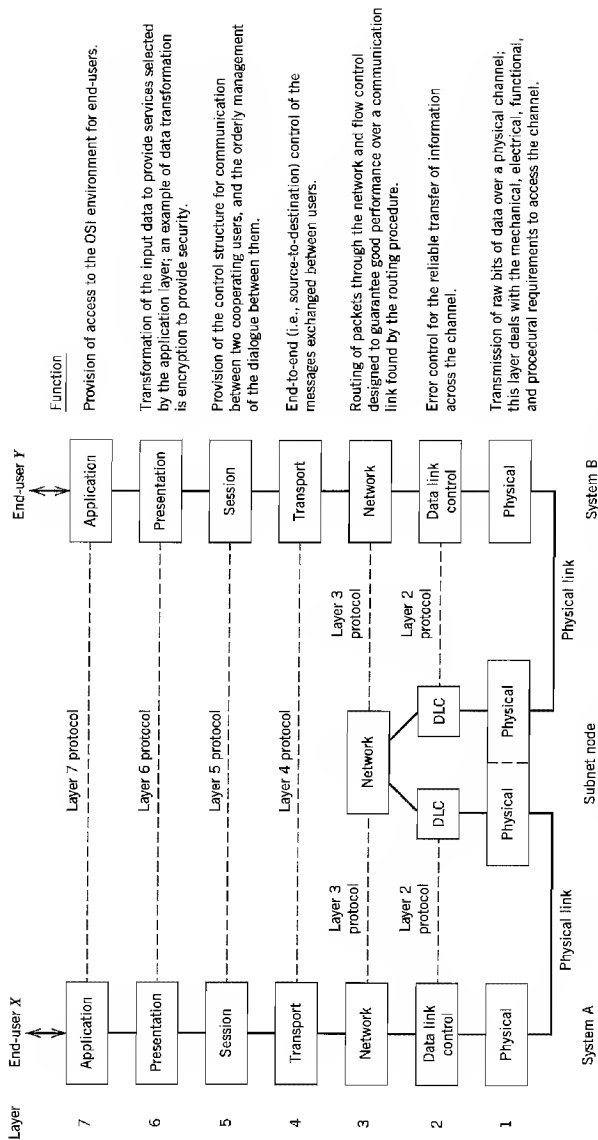 Layer
End-user X
End-user Y
Function
7
Application
Layer 7 protocol
Application
Provision of access to the OSI environment for end-users.
6
Presentation
Layer 6 protocol
Presentation
Transformation of the input data to provide services selected
by the application layer; an example of data transformation
is encryption to provide security.
5
Session
Layer 5 protocol
Session
Provision of the control structure for communication
between two cooperating users, and the orderly management
of the dialogue between them.
4
Transport
Layer 4 protocol
Transport
End-to-end (i.e., source-to-destination) control of the
messages exchanged between users.
3
Network
Layer 3
protocol
Network
Layer 3
protocol
Network
Routing of packets through the network and flow control
designed to guarantee good performance over a communication
link found by the routing procedure.
2
Data link
control
Layer 2
protocol
DLC
DLC
Layer 2
protocol
Data link
control
Error control for the reliable transfer of information
across the channel.
1
Physical
Physical
Physical
Physical
Transmission of raw bits of data over a physical channel;
this layer deals with the mechanical, electrical, functional,
and procedural requirements to access the channel.
Physical link
Physical link
System A
Subnet node
System B